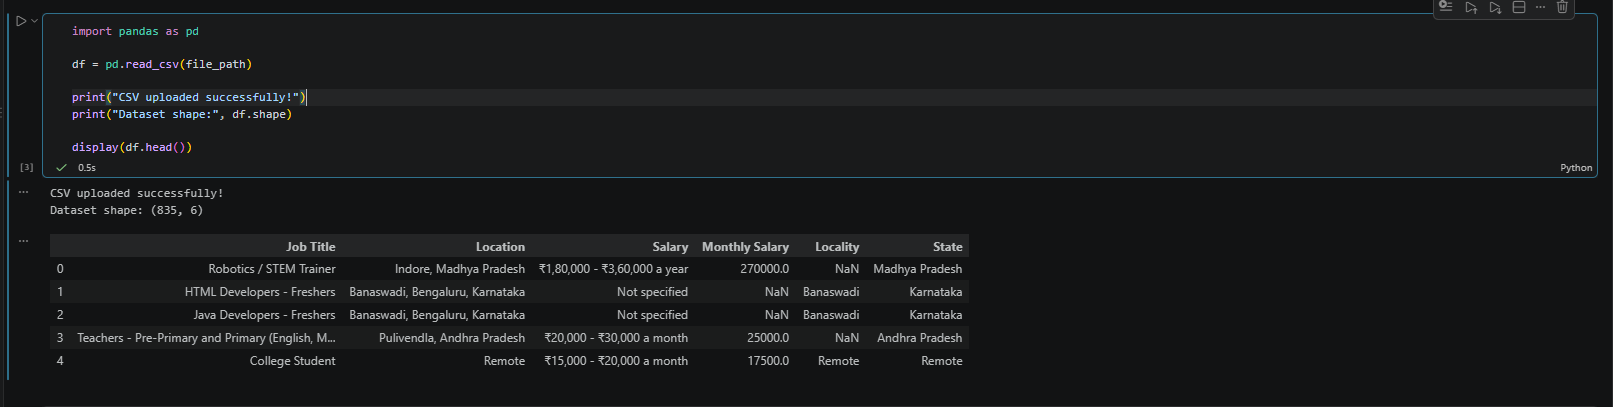 import pandas as pd
df = pd.read_csv(file_path)
print("CSV uploaded successfully!")
print("Dataset shape:", df.shape)
display(df.head())
[3] 0.5s Python
... CSV uploaded successfully!
Dataset shape: (835, 6)
...
Job Title Location Salary Monthly Salary Locality State
0 Robotics / STEM Trainer Indore, Madhya Pradesh ₹1,80,000 - ₹3,60,000 a year 270000.0 NaN Madhya Pradesh
1 HTML Developers - Freshers Banaswadi, Bengaluru, Karnataka Not specified NaN Banaswadi Karnataka
2 Java Developers - Freshers Banaswadi, Bengaluru, Karnataka Not specified NaN Banaswadi Karnataka
3 Teachers - Pre-Primary and Primary (English, M... Pulivendla, Andhra Pradesh ₹20,000 - ₹30,000 a month 25000.0 NaN Andhra Pradesh
4 College Student Remote ₹15,000 - ₹20,000 a month 17500.0 Remote Remote